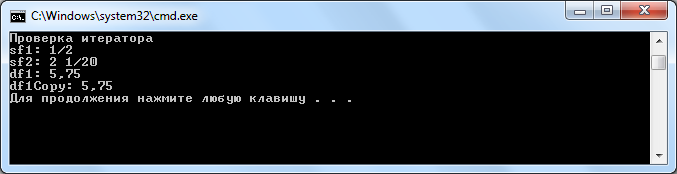 C:\Windows\system32\cmd.exe
Проверка итератора
sf1: 1/2
sf2: 2 1/20
df1: 5,75
df1Copy: 5,75
Для продолжения нажмите любую клавишу . . .